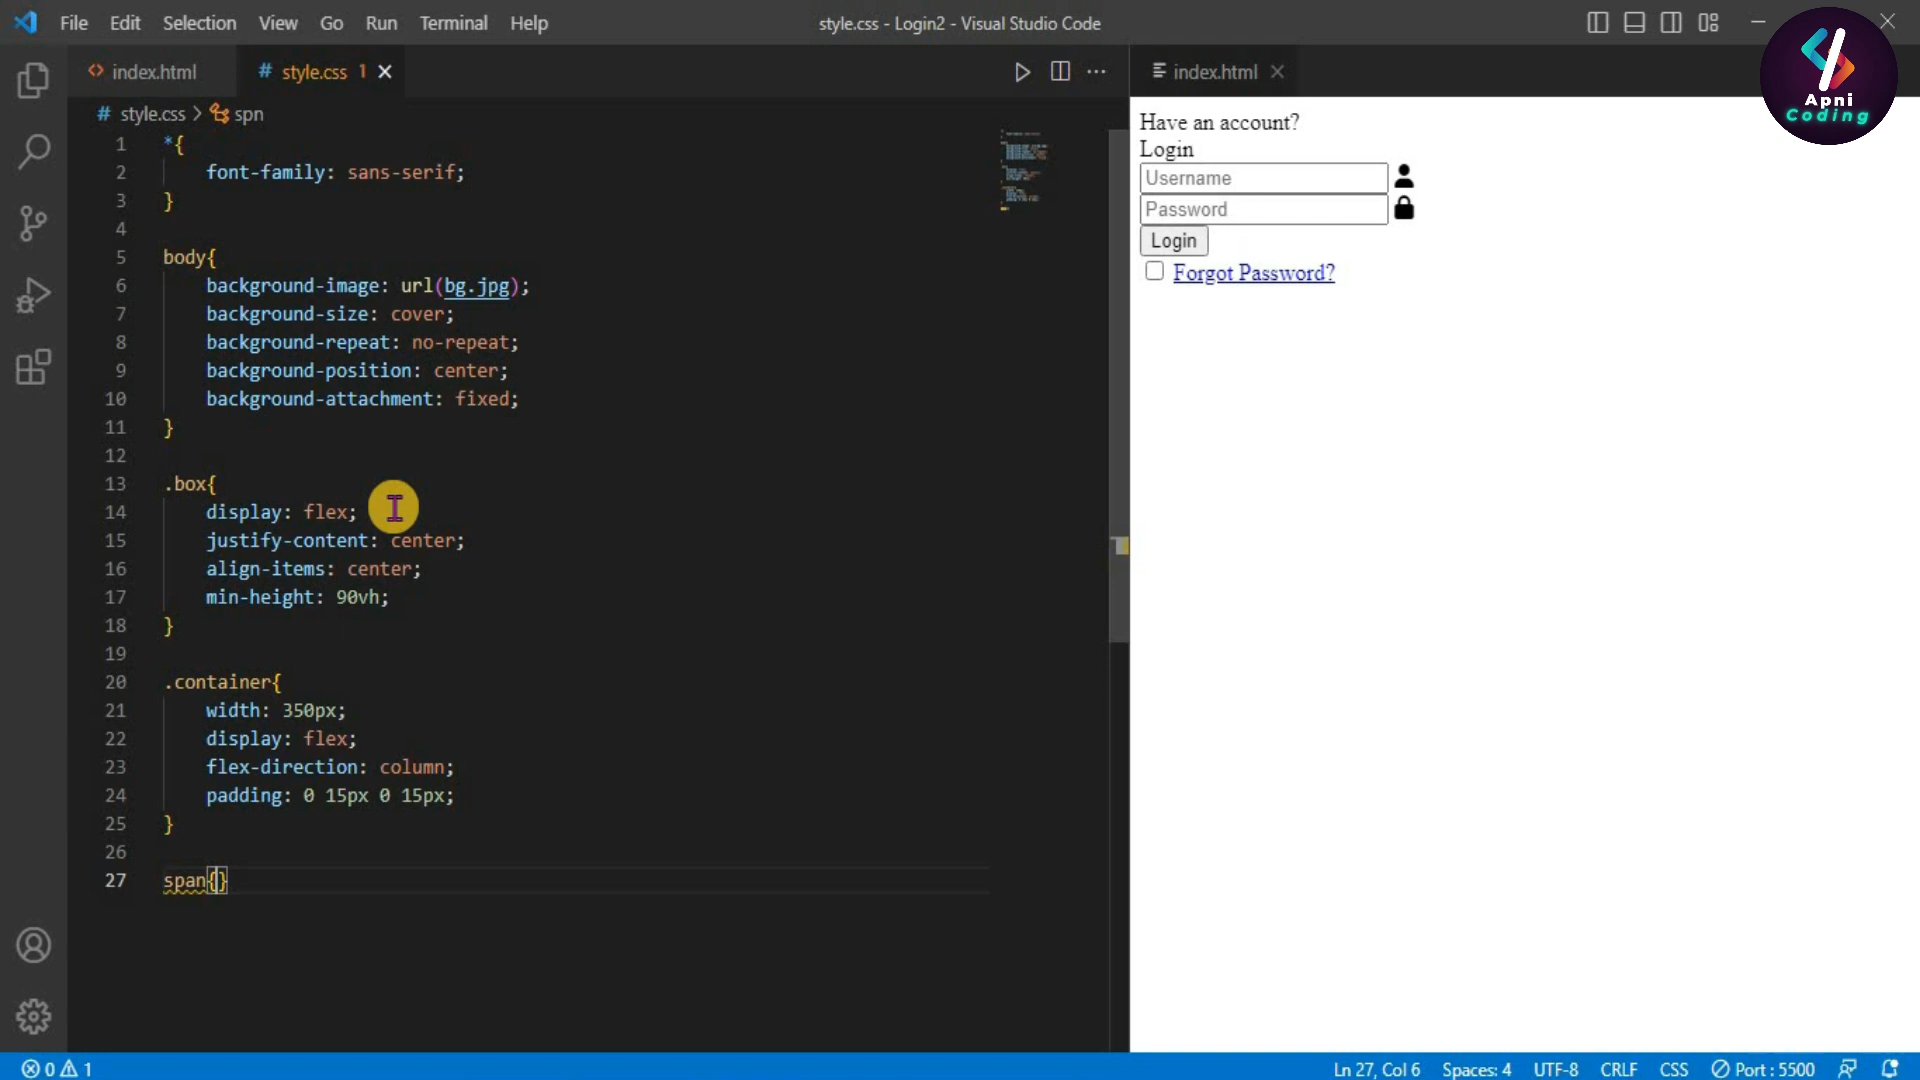 File Edit Selection View Go Run Terminal Help
style.css - Login2 - Visual Studio Code
index.html
style.css 1
index.html
Apni
Coding
style.css > spn
1 *{
2 font-family: sans-serif;
3 }
4
5 body{
6 background-image: url(bg.jpg);
7 background-size: cover;
8 background-repeat: no-repeat;
9 background-position: center;
10 background-attachment: fixed;
11 }
12
13 .box{
14 display: flex;
15 justify-content: center;
16 align-items: center;
17 min-height: 90vh;
18 }
19
20 .container{
21 width: 350px;
22 display: flex;
23 flex-direction: column;
24 padding: 0 15px 0 15px;
25 }
26
27 span{}
Have an account?
Login
Username
Password
Login
Forgot Password?
0 1
Ln 27, Col 6 Spaces: 4 UTF-8 CRLF CSS Port : 5500